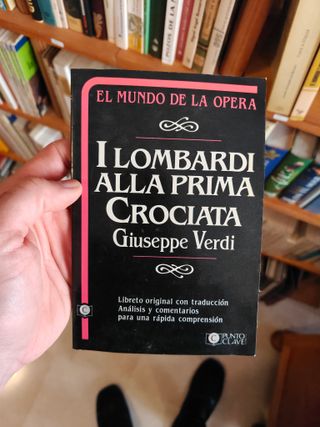 EL MUNDO DE LA OPERA
I LOMBARDI
ALLA PRIMA
CROCIATA
Giuseppe Verdi
Libreto original con traducción
Análisis y comentarios
para una rápida comprensión
PUNTO
CLAVE